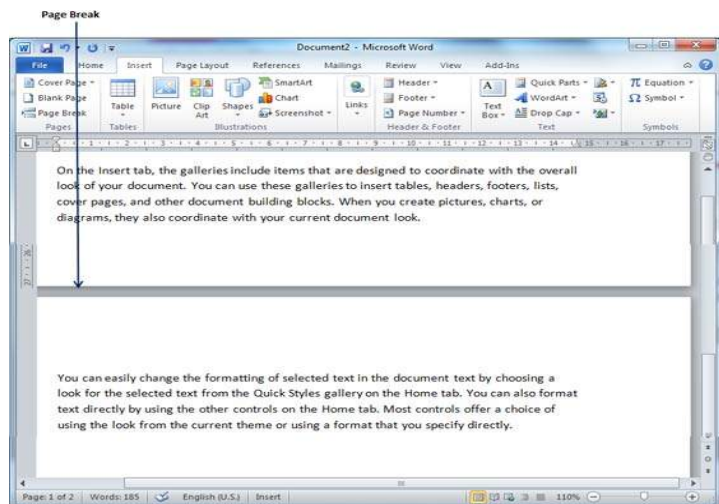 Page Break
Document2 - Microsoft Word
File Home Insert Page Layout References Mailings Review View Add-Ins
Cover Page
Blank Page
Page Break
Pages
Table
Tables
Picture
Clip Art
Shapes
SmartArt
Chart
Screenshot
Illustrations
Links
Header
Footer
Page Number
Header & Footer
Text Box
Quick Parts
WordArt
Drop Cap
Text
Equation
Symbol
Symbols
On the Insert tab, the galleries include items that are designed to coordinate with the overall
look of your document. You can use these galleries to insert tables, headers, footers, lists,
cover pages, and other document building blocks. When you create pictures, charts, or
diagrams, they also coordinate with your current document look.
You can easily change the formatting of selected text in the document text by choosing a
look for the selected text from the Quick Styles gallery on the Home tab. You can also format
text directly by using the other controls on the Home tab. Most controls offer a choice of
using the look from the current theme or using a format that you specify directly.
Page: 1 of 2 Words: 185 English (U.S.) Insert 110%